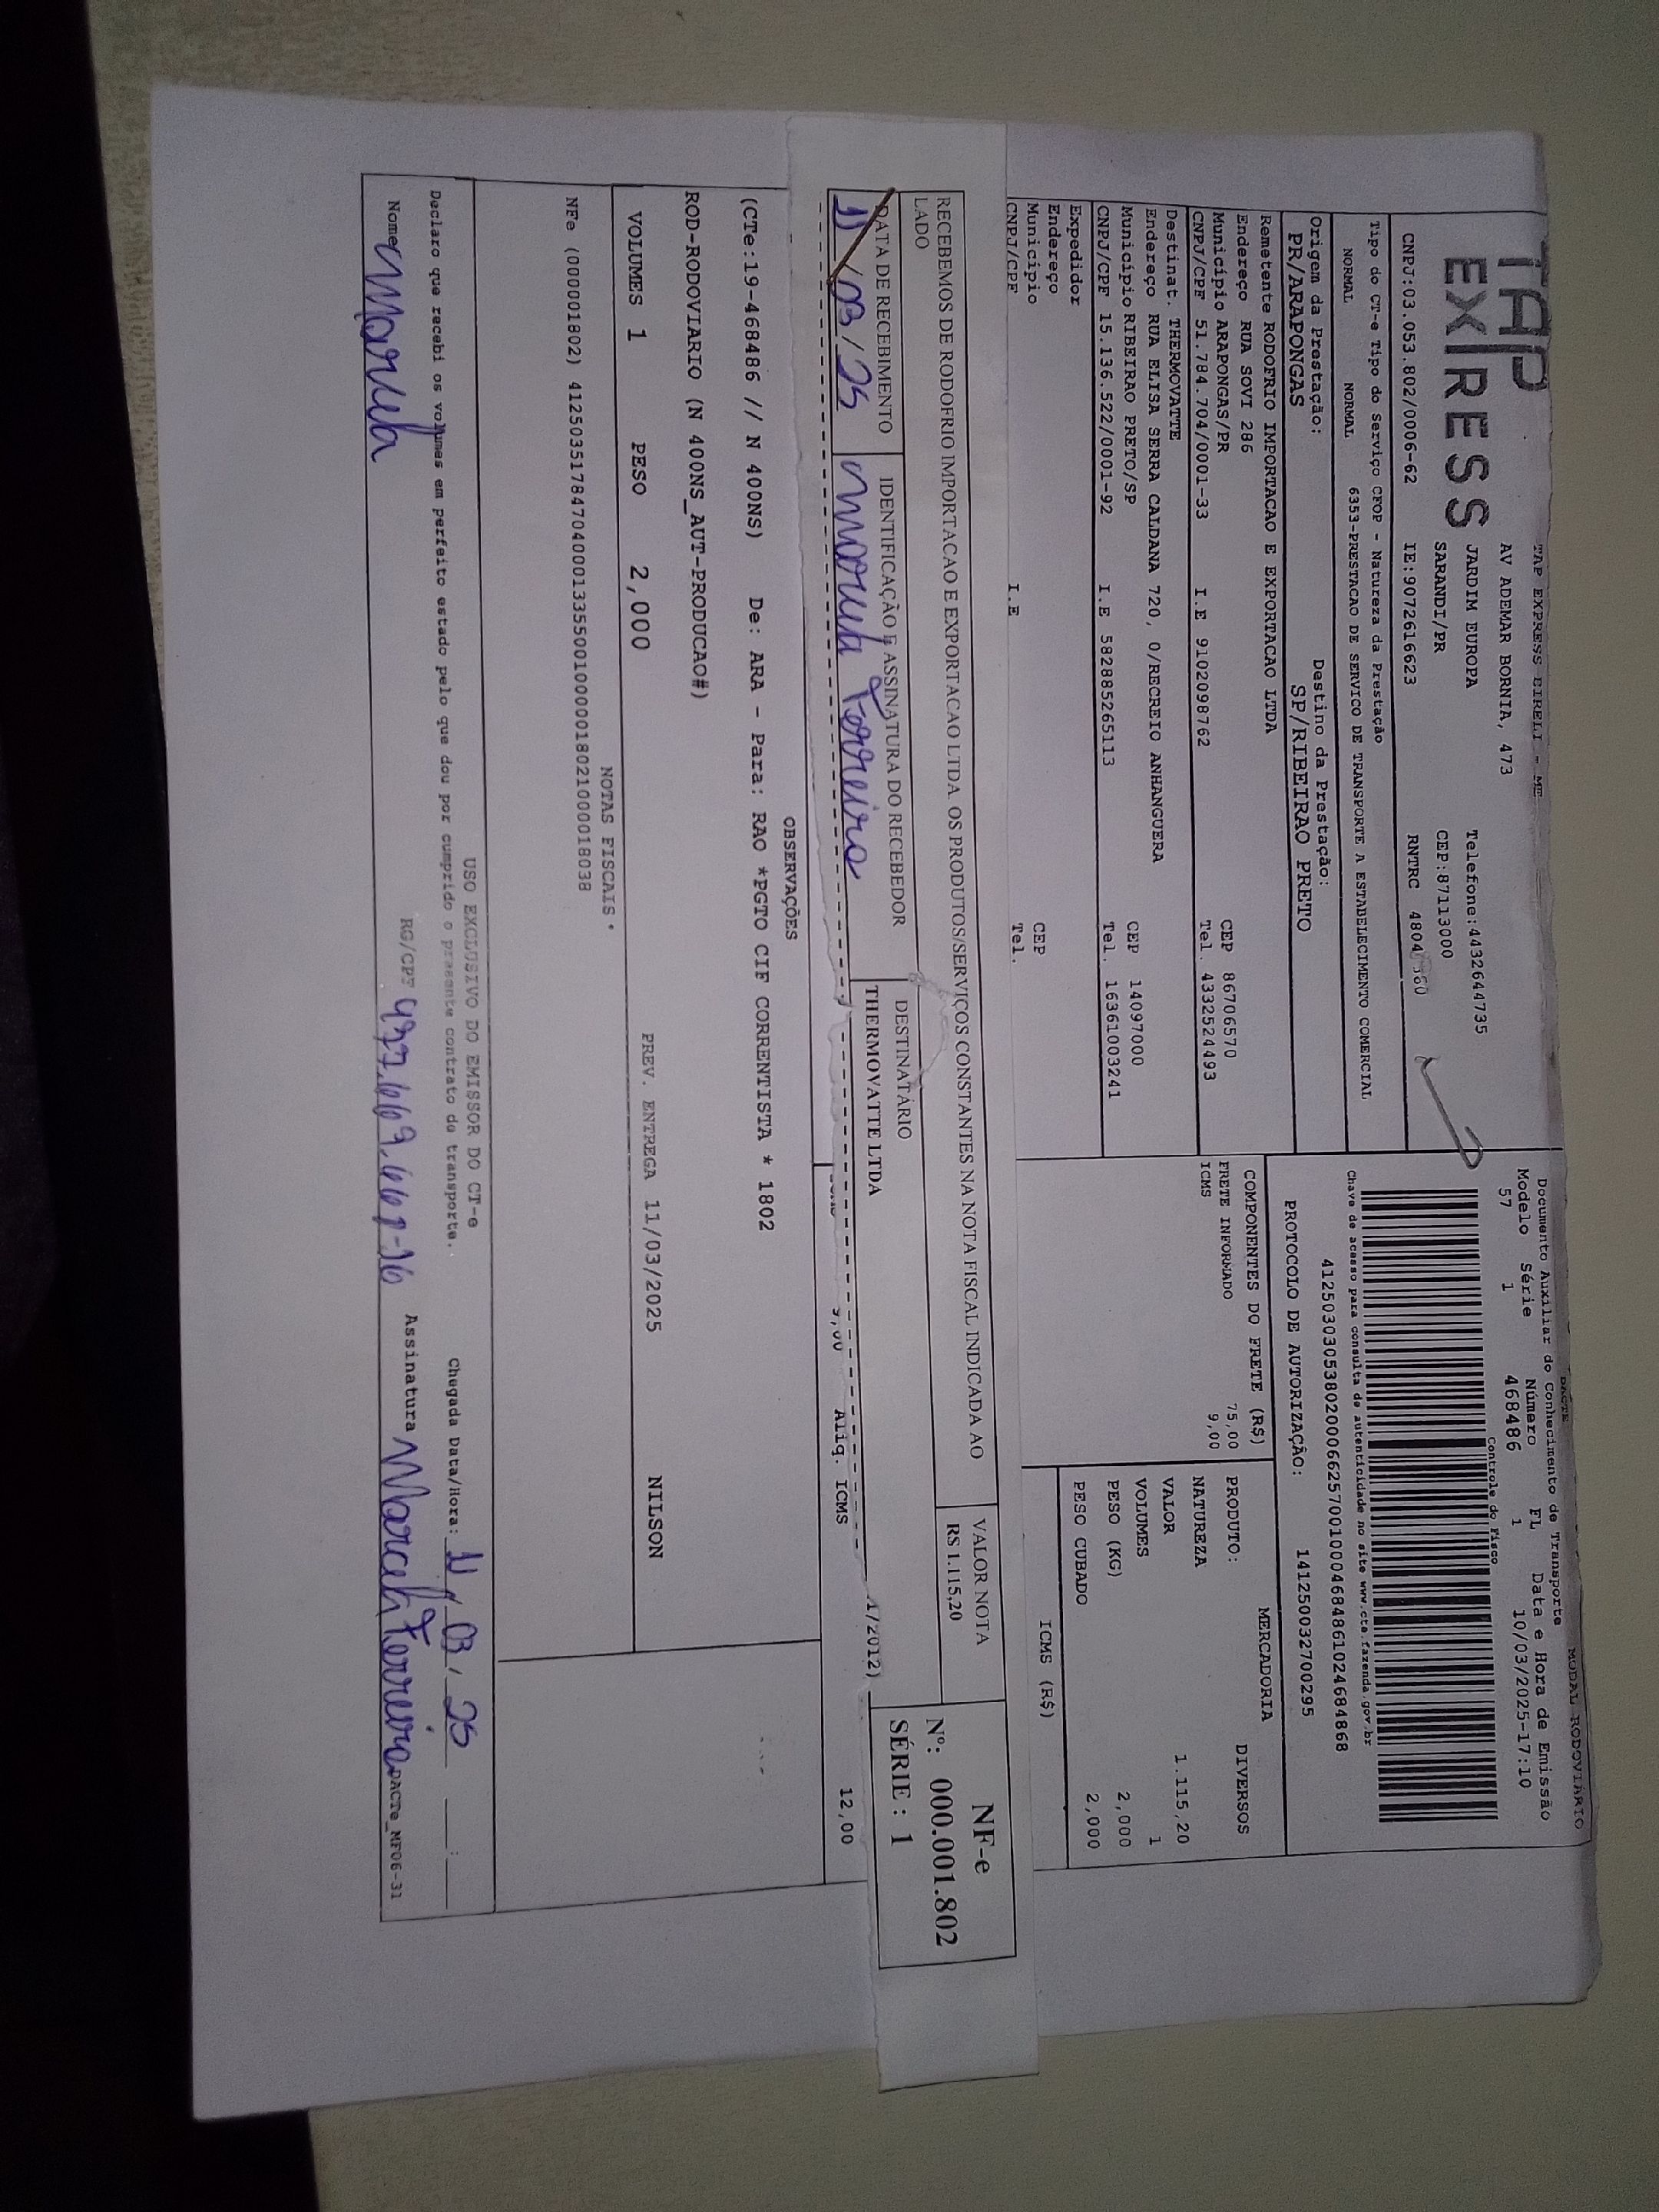 TAP EXPRESS
TAP EXPRESS EIRELI - ME
AV ADEMAR BORNIA, 473
JARDIM EUROPA Telefone:4432644735
SARANDI/PR CEP:87113000
CNPJ:03.053.802/0006-62 IE:9072616623 RNTRC
Tipo do CT-e Tipo do Serviço CFOP - Natureza da Prestação
NORMAL NORMAL 6353-PRESTACAO DE SERVICO DE TRANSPORTE A ESTABELECIMENTO COMERCIAL
Origem da Prestação: Destino da Prestação:
PR/ARAPONGAS SP/RIBEIRAO PRETO
Remetente RODOFRIO IMPORTACAO E EXPORTACAO LTDA
Endereço RUA SOVI 286
Município ARAPONGAS/PR CEP 86706570
CNPJ/CPF 51.784.704/0001-33 I.E 9102098762 Tel. 4332524493
Destinat. THERMOVATTE
Endereço RUA ELISA SERRA CALDANA 720, 0/RECREIO ANHANGUERA
Município RIBEIRAO PRETO/SP CEP 14097000
CNPJ/CPF 15.136.522/0001-92 I.E 582885265113 Tel. 16361003241
Expedidor
Endereço
Município CEP
CNPJ/CPF I.E Tel.
DACTE MODAL RODOVIÁRIO
Documento Auxiliar do Conhecimento de Transporte
Modelo Série Número FL Data e Hora de Emissão
57 1 468486 1 10/03/2025-17:10
Controle do Fisco
Chave de acesso para consulta de autenticidade no site www.cte.fazenda.gov.br
41250303053802000662570010004684861024684868
PROTOCOLO DE AUTORIZAÇÃO: 141250032700295
COMPONENTES DO FRETE (R$)
FRETE INFORMADO 75,00
ICMS 9,00
MERCADORIA
PRODUTO: DIVERSOS
NATUREZA
VALOR 1.115,20
VOLUMES 1
PESO (KG) 2,000
PESO CUBADO 2,000
ICMS (R$)
RECEBEMOS DE RODOFRIO IMPORTACAO E EXPORTACAO LTDA. OS PRODUTOS/SERVIÇOS CONSTANTES NA NOTA FISCAL INDICADA AO
LADO
VALOR NOTA
R$ 1.115,20
NF-e
Nº: 000.001.802
SÉRIE : 1
DATA DE RECEBIMENTO IDENTIFICAÇÃO E ASSINATURA DO RECEBEDOR DESTINATÁRIO
THERMOVATTE LTDA
11/03/25 Marcela Ferreira
1/2012)
9,00 Aliq. ICMS 12,00
OBSERVAÇÕES
(CTe:19-468486 // N 400NS) De: ARA - Para: RAO *PGTO CIF CORRENTISTA * 1802
ROD-RODOVIARIO (N 400NS_AUT-PRODUCAO#)
VOLUMES 1 PESO 2,000 PREV. ENTREGA 11/03/2025 NILSON
NOTAS FISCAIS
NFe (000001802) 41250351784704000133550010000018021000018038
USO EXCLUSIVO DO EMISSOR DO CT-e
Declaro que recebi os volumes em perfeito estado pelo que dou por cumprido o presente contrato de transporte. Chegada Data/Hora: 11/03/25 __:__
Nome Marcela RG/CPF Assinatura Marcela Ferreira
DACTe_NF06-31